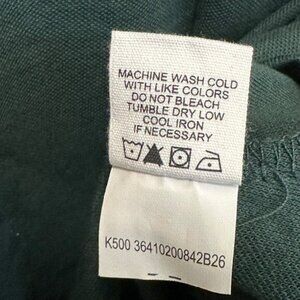 MACHINE WASH COLD
WITH LIKE COLORS
DO NOT BLEACH
TUMBLE DRY LOW
COOL IRON
IF NECESSARY
K500 36410200842B26